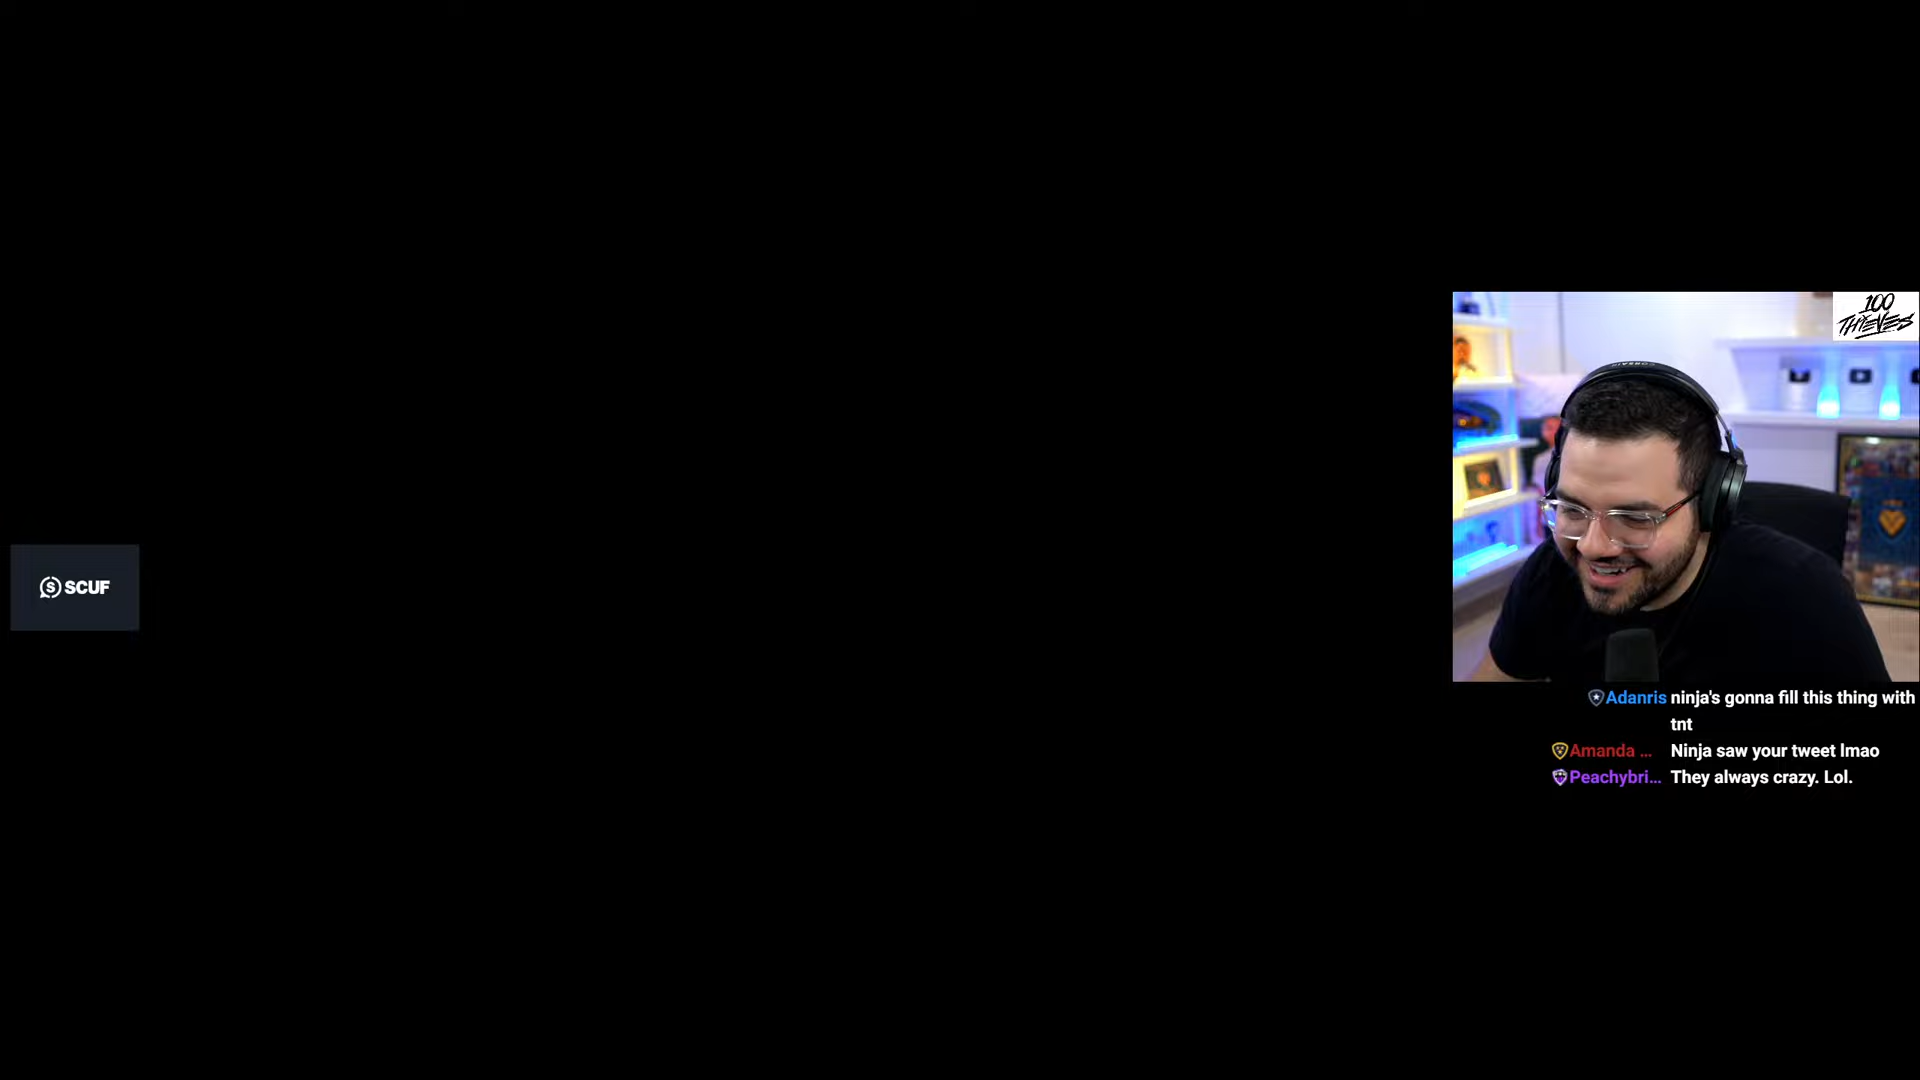 100
THIEVES
CORSAIR
S SCUF
Adanris ninja's gonna fill this thing with
tnt
Amanda ... Ninja saw your tweet lmao
Peachybri... They always crazy. Lol.